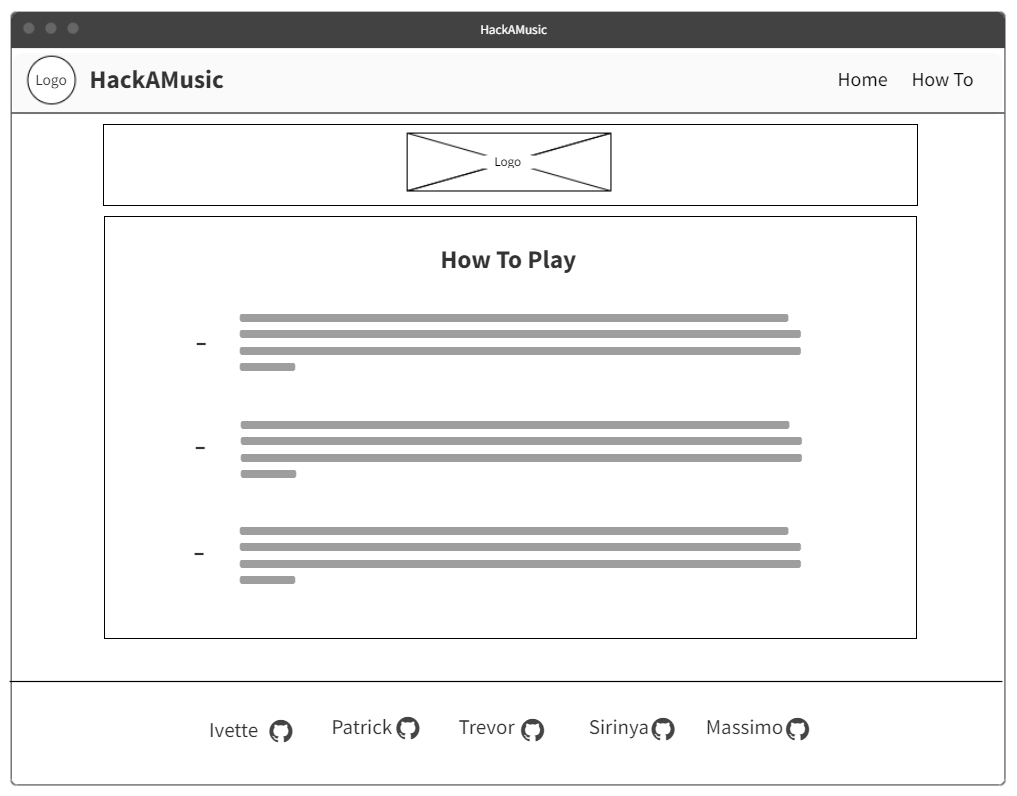 HackAMusic
Logo HackAMusic Home How To
Logo
How To Play
–
–
–
Ivette Patrick Trevor Sirinya Massimo